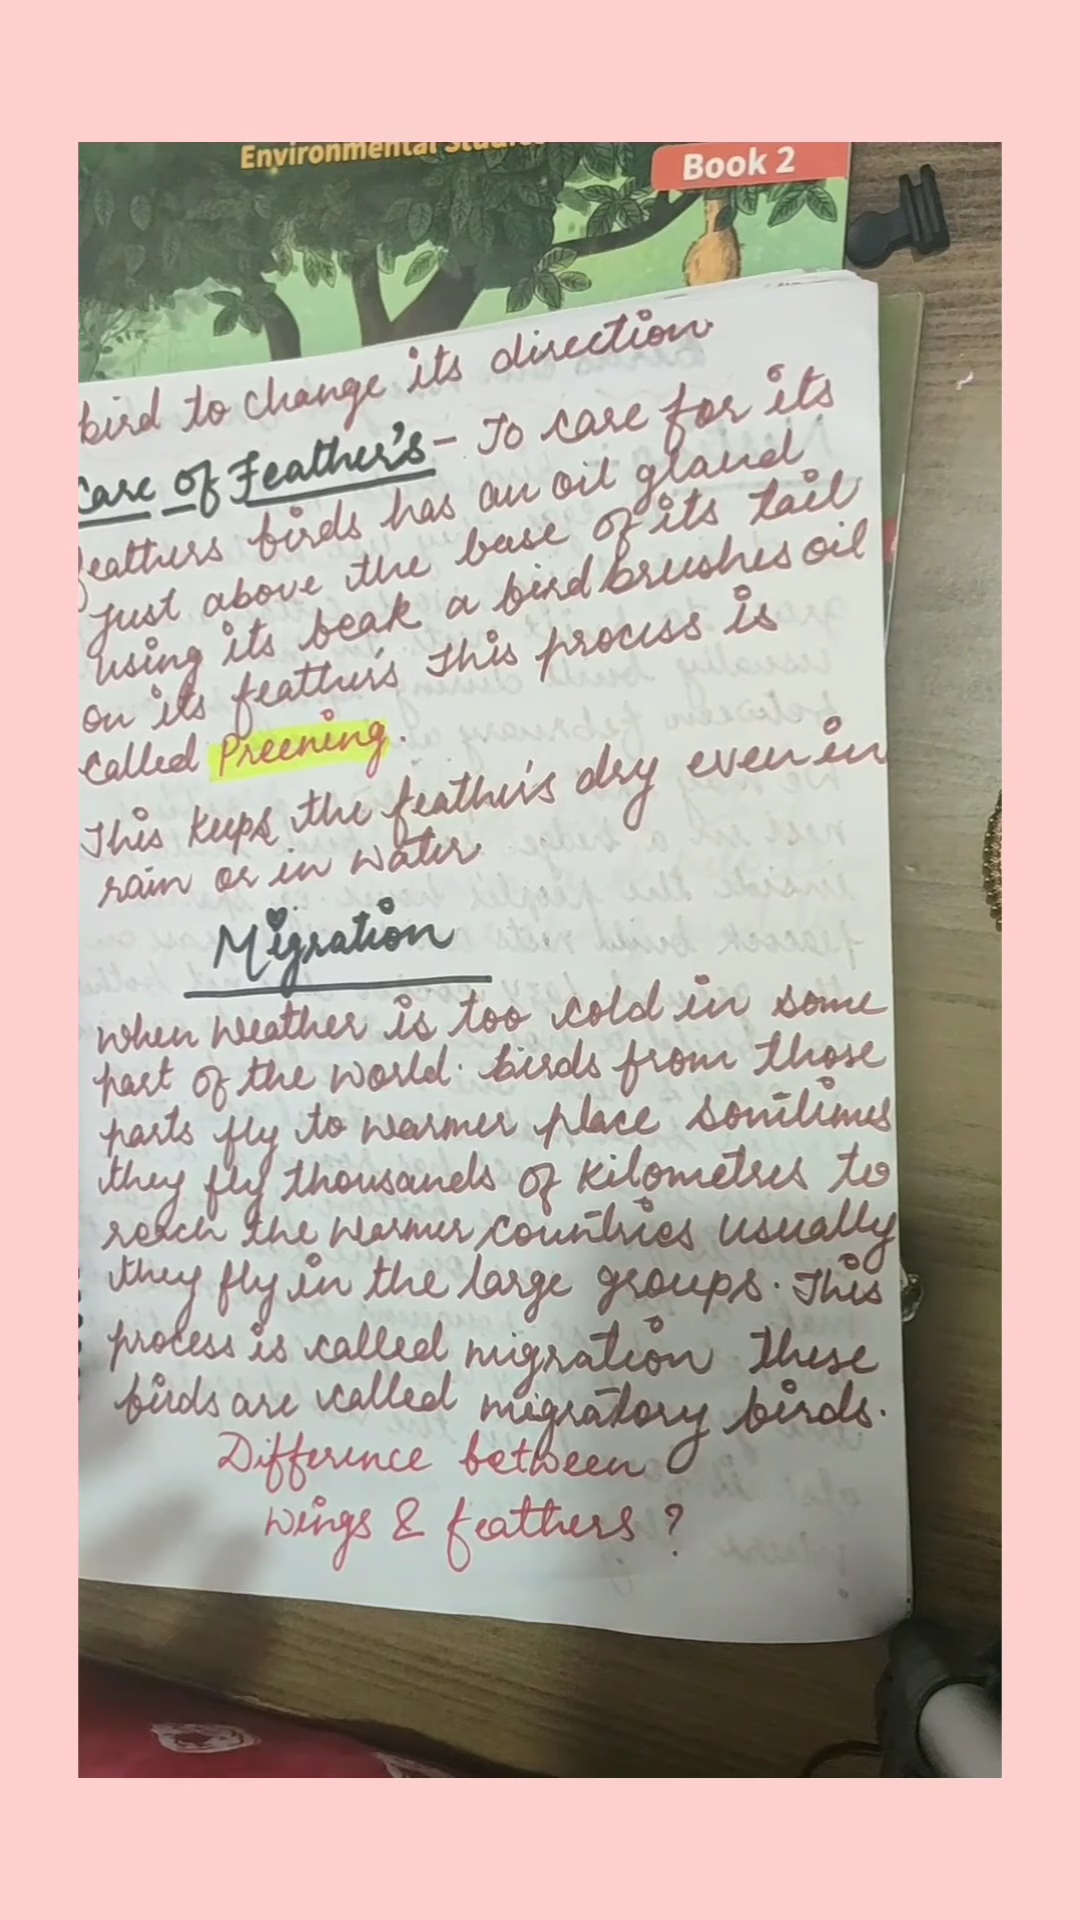 Environmental Studies
Book 2
bird to change its direction
Care of Feather's - To care for its
feathers birds has an oil gland
Just above the base of its tail
using its beak a bird brushes oil
on its feather's This process is
called Preening.
This keeps the feather's dry even in
rain or in water
Migration
When weather is too cold in some
part of the world. birds from those
parts fly to warmer place sometimes
they fly thousands of kilometres to
reach the warmer countries usually
they fly in the large groups. This
process is called migration These
birds are called migratory birds.
Difference between
wings & feathers ?